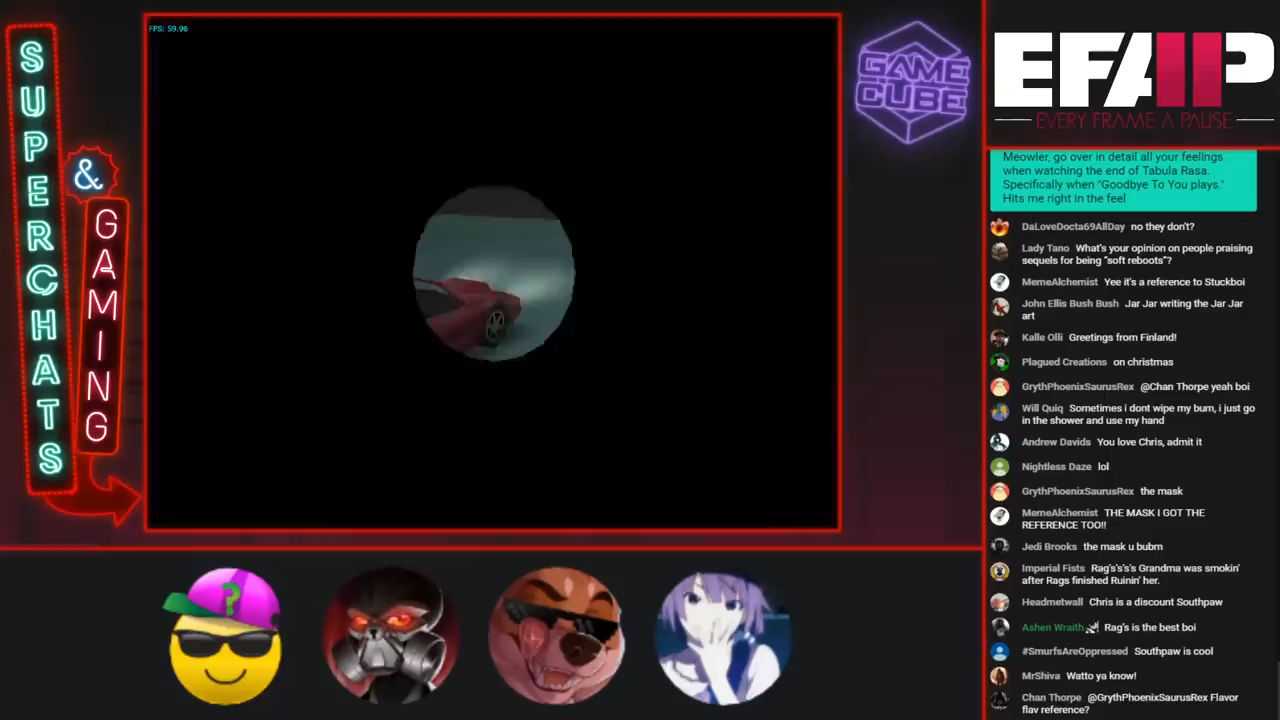 SUPERCHATS
&
GAMING
FPS: 59.96
GAME
CUBE
EFAP
EVERY FRAME A PAUSE
Meowler, go over in detail all your feelings
when watching the end of Tabula Rasa.
Specifically when "Goodbye To You plays."
Hits me right in the feel
DaLoveDocta69AllDay no they don't?
Lady Tano What's your opinion on people praising
sequels for being "soft reboots"?
MemeAlchemist Yee it's a reference to Stuckboi
John Ellis Bush Bush Jar Jar writing the Jar Jar
art
Kalle Olli Greetings from Finland!
Plagued Creations on christmas
GrythPhoenixSaurusRex @Chan Thorpe yeah boi
Will Quiq Sometimes i dont wipe my bum, i just go
in the shower and use my hand
Andrew Davids You love Chris, admit it
Nightless Daze lol
GrythPhoenixSaurusRex the mask
MemeAlchemist THE MASK I GOT THE
REFERENCE TOO!!
Jedi Brooks the mask u bubm
Imperial Fists Rag's's's's Grandma was smokin'
after Rags finished Ruinin' her.
Headmetwall Chris is a discount Southpaw
Ashen Wraith Rag's is the best boi
#SmurfsAreOppressed Southpaw is cool
MrShiva Watto ya know!
Chan Thorpe @GrythPhoenixSaurusRex Flavor
flav reference?
?